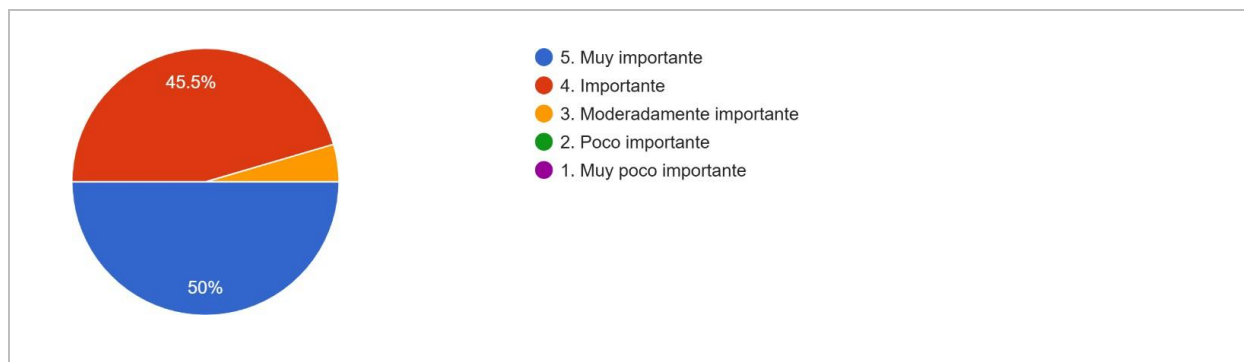 45.5%
50%
5. Muy importante
4. Importante
3. Moderadamente importante
2. Poco importante
1. Muy poco importante